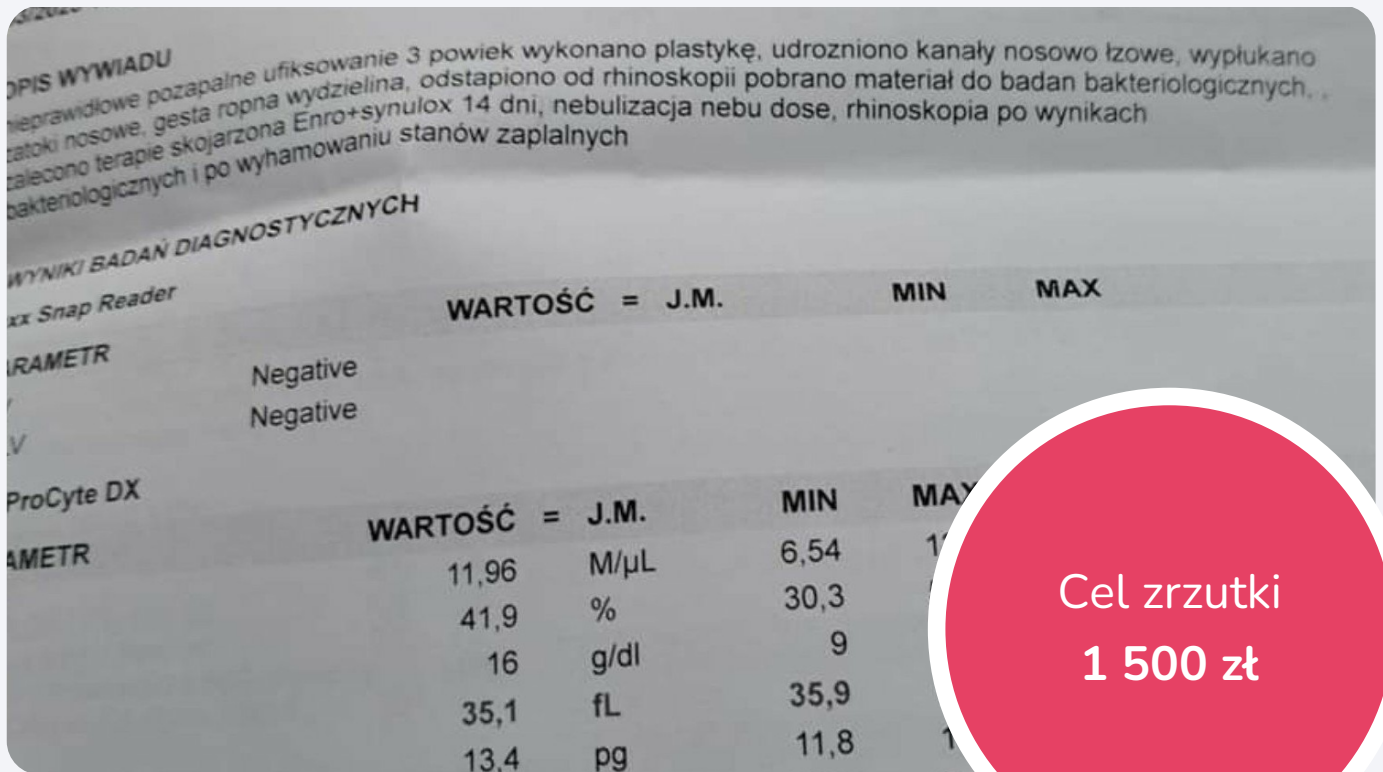 OPIS WYWIADU
nieprawidłowe pozapalne ufiksowanie 3 powiek wykonano plastykę, udrozniono kanały nosowo łzowe, wypłukano
zatoki nosowe, gesta ropna wydzielina, odstapiono od rhinoskopii pobrano materiał do badan bakteriologicznych, .
zalecono terapie skojarzona Enro+synulox 14 dni, nebulizacja nebu dose, rhinoskopia po wynikach
bakteriologicznych i po wyhamowaniu stanów zaplalnych
WYNIKI BADAŃ DIAGNOSTYCZNYCH
xx Snap Reader
ARAMETR WARTOŚĆ = J.M. MIN MAX
Negative
V Negative
ProCyte DX
AMETR WARTOŚĆ = J.M. MIN MAX
11,96 M/µL 6,54
41,9 % 30,3
16 g/dl 9
35,1 fL 35,9
13,4 pg 11,8
Cel zrzutki
1 500 zł